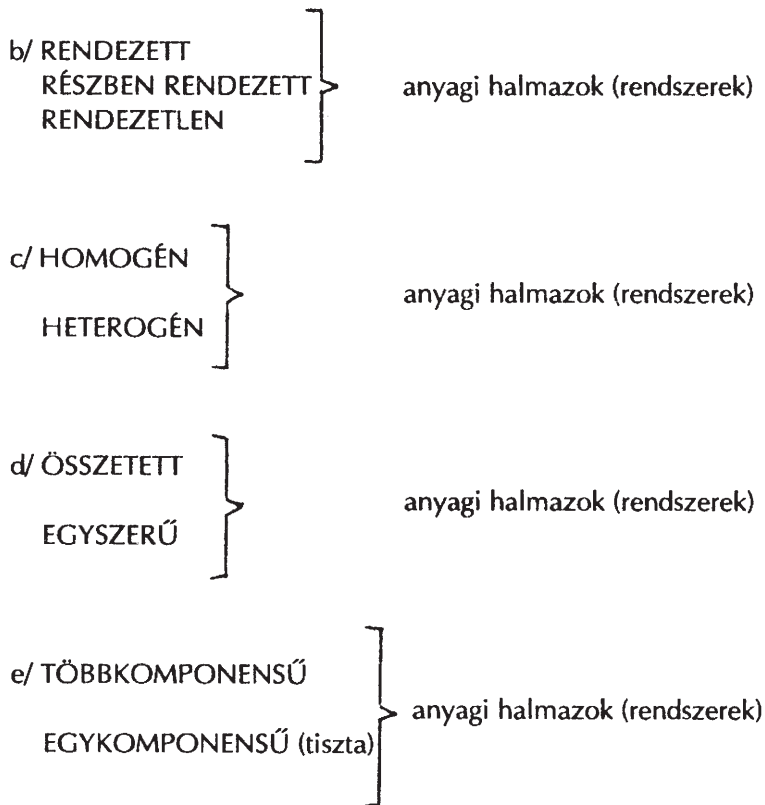 b/ RENDEZETT
RÉSZBEN RENDEZETT
RENDEZETLEN
anyagi halmazok (rendszerek)
c/ HOMOGÉN
HETEROGÉN
anyagi halmazok (rendszerek)
d/ ÖSSZETETT
EGYSZERŰ
anyagi halmazok (rendszerek)
e/ TÖBBKOMPONENSŰ
EGYKOMPONENSŰ (tiszta)
anyagi halmazok (rendszerek)